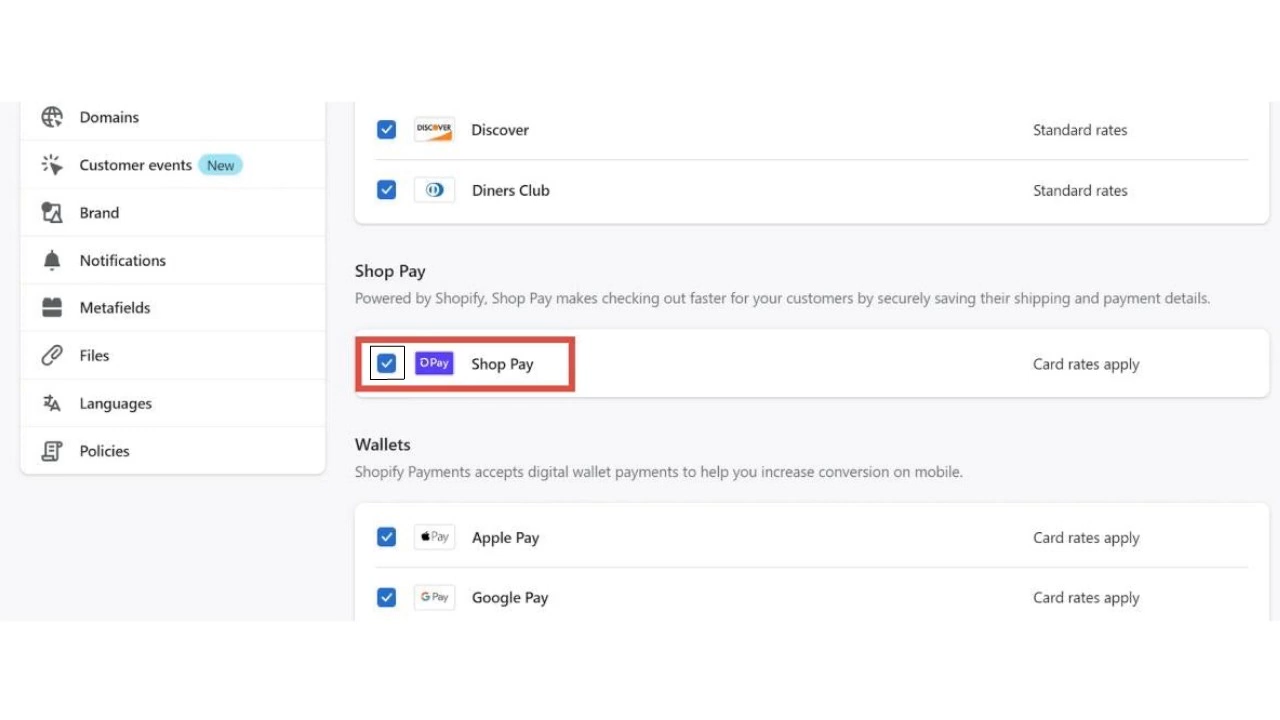 Domains
Customer events New
Brand
Notifications
Metafields
Files
Languages
Policies
DISCOVER Discover Standard rates
Diners Club Standard rates
Shop Pay
Powered by Shopify, Shop Pay makes checking out faster for your customers by securely saving their shipping and payment details.
Pay Shop Pay Card rates apply
Wallets
Shopify Payments accepts digital wallet payments to help you increase conversion on mobile.
Pay Apple Pay Card rates apply
G Pay Google Pay Card rates apply